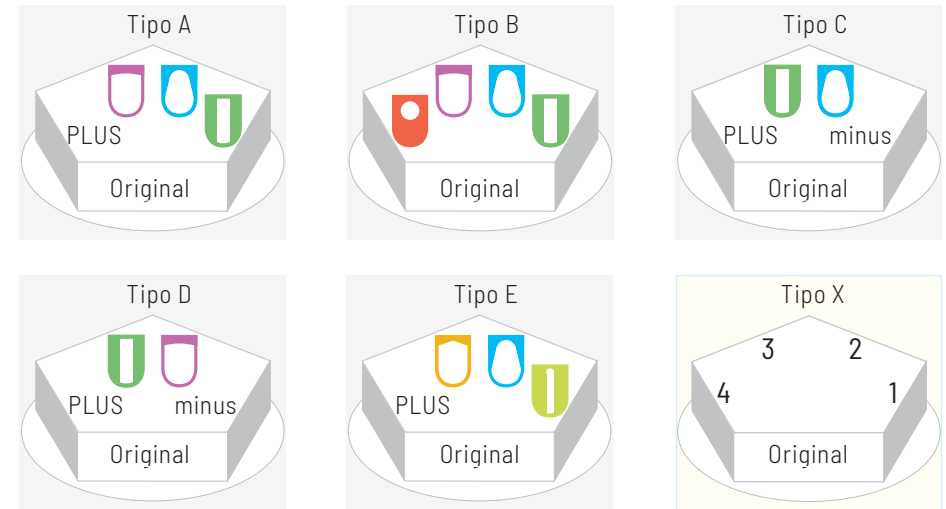 Tipo A
PLUS
Original
Tipo B
Original
Tipo C
PLUS minus
Original
Tipo D
PLUS minus
Original
Tipo E
PLUS
Original
Tipo X
3 2
4 1
Original